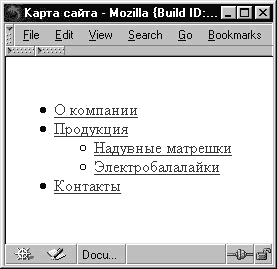 Карта сайта - Mozilla {Build ID:...
File Edit View Search Go Bookmarks
О компании
Продукция
Надувные матрешки
Электробалалайки
Контакты
Docu...